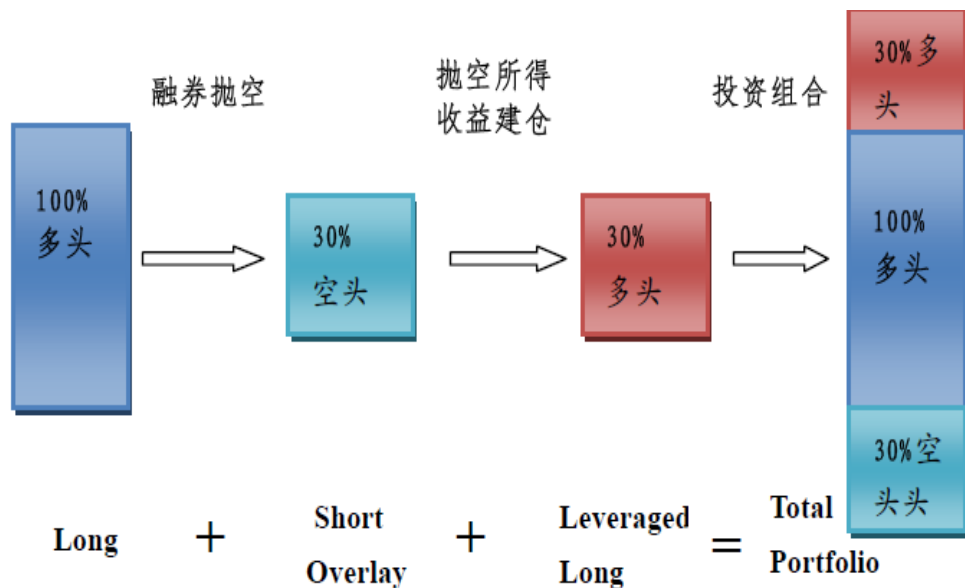 融券抛空
抛空所得
收益建仓
投资组合
100%
多头
30%
空头
30%
多头
30%多
头
100%
多头
30%空
头头
Long
+
Short
Overlay
+
Leveraged
Long
=
Total
Portfolio